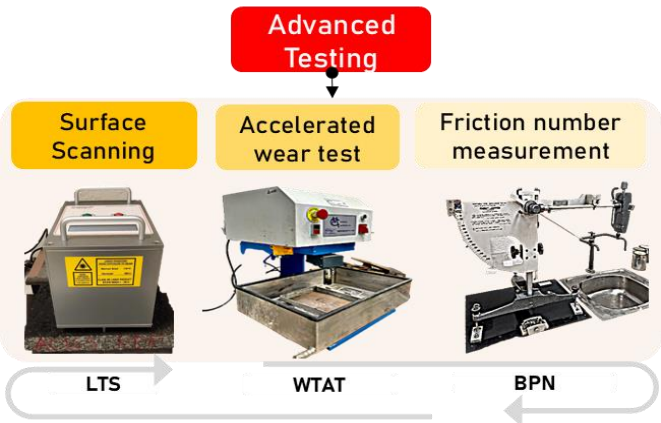 Advanced
Testing
Surface
Scanning
Accelerated
wear test
Friction number
measurement
LTS
WTAT
BPN